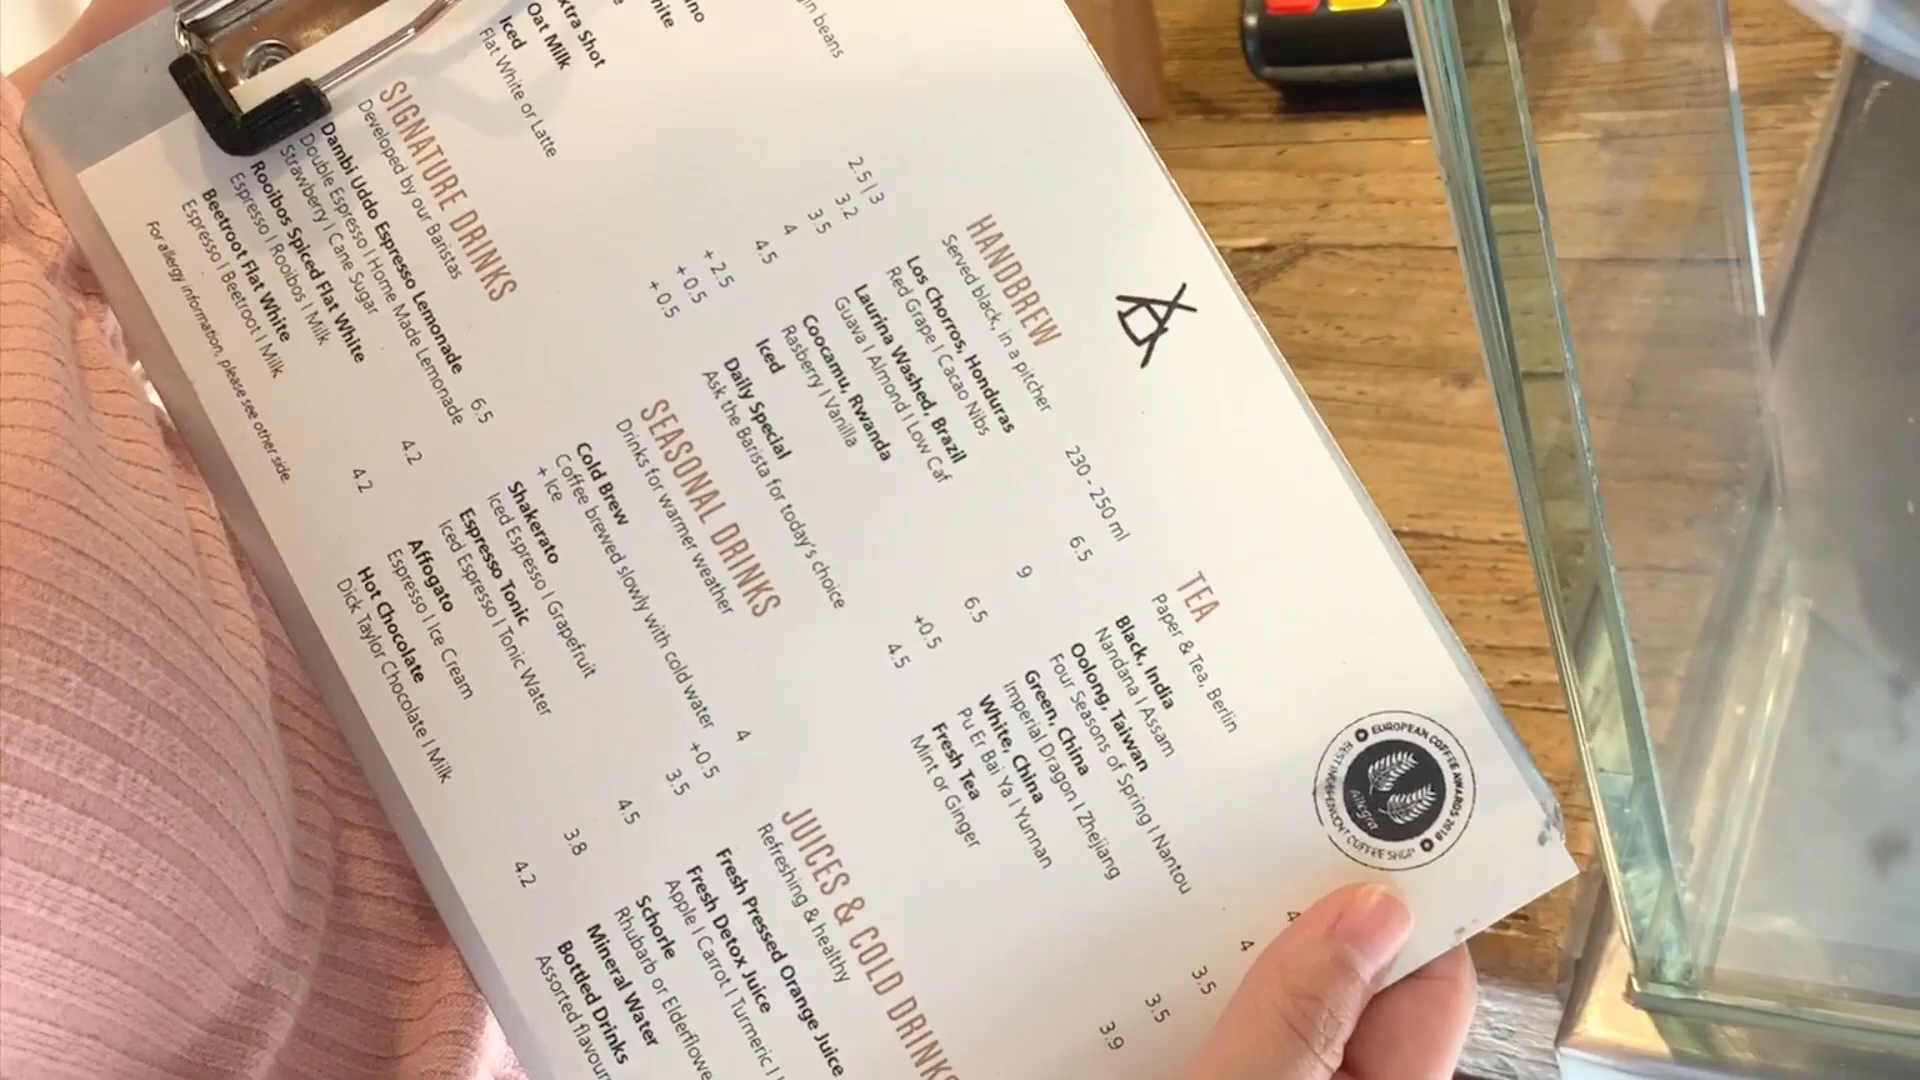 in beans
2.5 | 3
3.2
3.5
4
4.5
+ 2.5
+0.5
+0.5
Extra Shot
Oat Milk
Iced
Flat White or Latte
SIGNATURE DRINKS
Developed by our Baristas
Dambi Uddo Espresso Lemonade 6.5
Double Espresso | Home Made Lemonade
Strawberry | Cane Sugar
Rooibos Spiced Flat White 4.2
Espresso | Rooibos | Milk
Beetroot Flat White 4.2
Espresso | Beetroot | Milk
For allergy information, please see other side
HANDBREW
Served black, in a pitcher 230 - 250 ml
Los Chorros, Honduras 6.5
Red Grape | Cacao Nibs
Laurina Washed, Brazil 9
Guava | Almond | Low Caf
Coocamu, Rwanda 6.5
Rasberry | Vanilla
Iced +0.5
Daily Special 4.5
Ask the Barista for today's choice
SEASONAL DRINKS
Drinks for warmer weather
Cold Brew 4
Coffee brewed slowly with cold water
+ Ice +0.5
Shakerato 3.5
Iced Espresso | Grapefruit
Espresso Tonic 4.5
Iced Espresso | Tonic Water
Affogato 3.8
Espresso | Ice Cream
Hot Chocolate 4.2
Dick Taylor Chocolate | Milk
TEA
Paper & Tea, Berlin
Black, India 4
Nandana | Assam
Oolong, Taiwan 4
Four Seasons of Spring | Nantou
Green, China 3.5
Imperial Dragon | Zhejiang
White, China 3.5
Pu Er Bai Ya | Yunnan
Fresh Tea 3.9
Mint or Ginger
JUICES & COLD DRINKS
Refreshing & healthy
Fresh Pressed Orange Juice
Fresh Detox Juice
Apple | Carrot | Turmeric |
Schorle
Rhubarb or Elderflower
Mineral Water
Bottled Drinks
Assorted flavours
EUROPEAN COFFEE AWARDS 2018
BEST INDEPENDENT COFFEE SHOP
Allegra